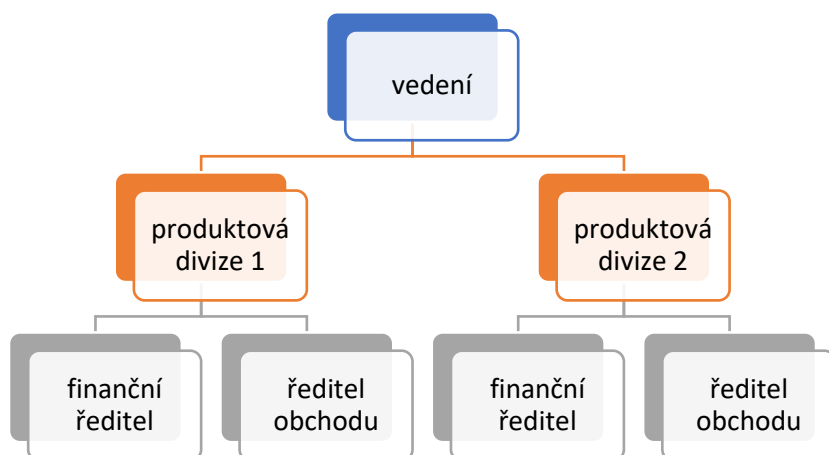 vedení
produktová
divize 1
produktová
divize 2
finanční
ředitel
ředitel
obchodu
finanční
ředitel
ředitel
obchodu